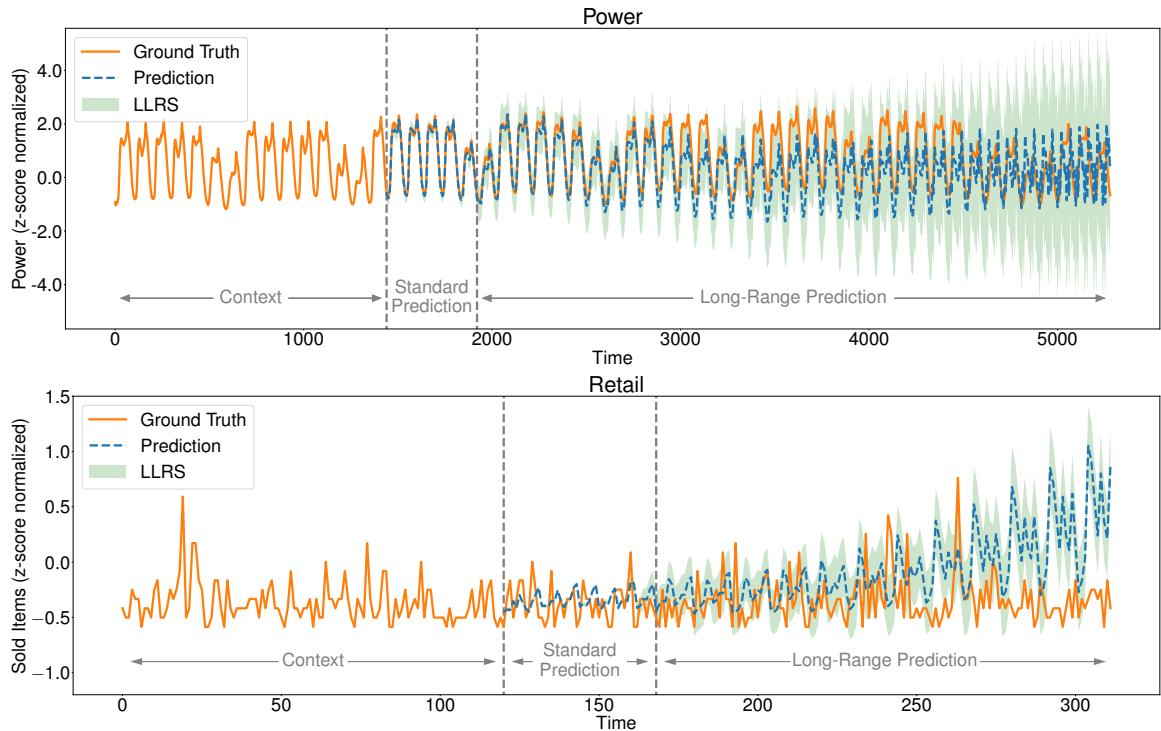 Power
Ground Truth
Prediction
LLRS
4.0
2.0
0.0
-2.0
-4.0
Power (z-score normalized)
Context
Standard
Prediction
Long-Range Prediction
0
1000
2000
3000
4000
5000
Time
Retail
Ground Truth
Prediction
LLRS
1.5
1.0
0.5
0.0
−0.5
−1.0
Sold Items (z-score normalized)
Context
Standard
Prediction
Long-Range Prediction
0
50
100
150
200
250
300
Time